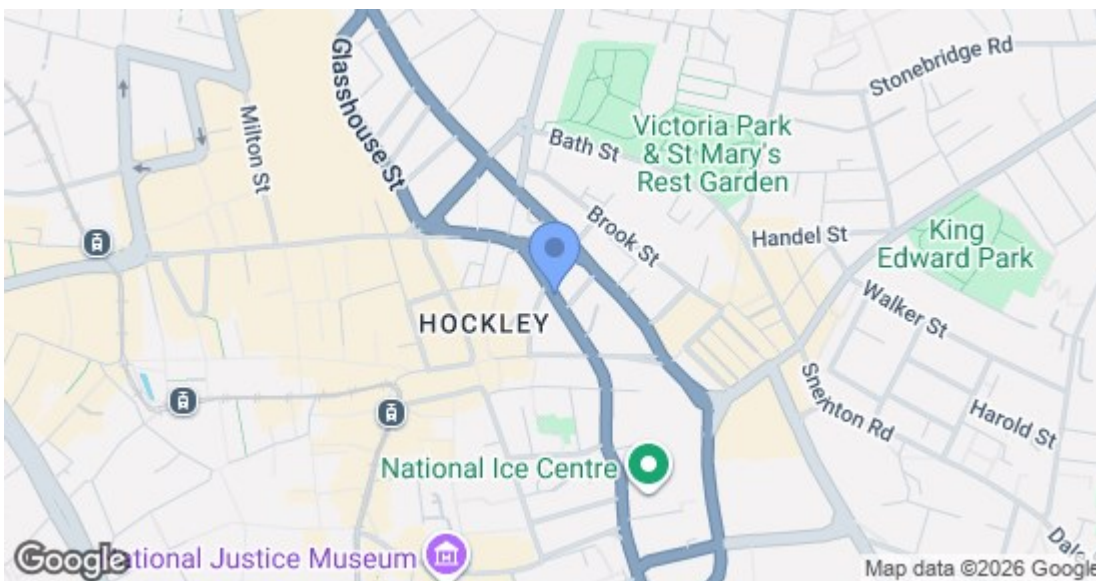 Stonebridge Rd
Glasshouse St
Milton St
Bath St
Victoria Park
& St Mary's
Rest Garden
Brook St
Handel St
King
Edward Park
Walker St
HOCKLEY
Sneinton Rd
Harold St
National Ice Centre
Dale
Google
ational Justice Museum
Map data ©2026 Google